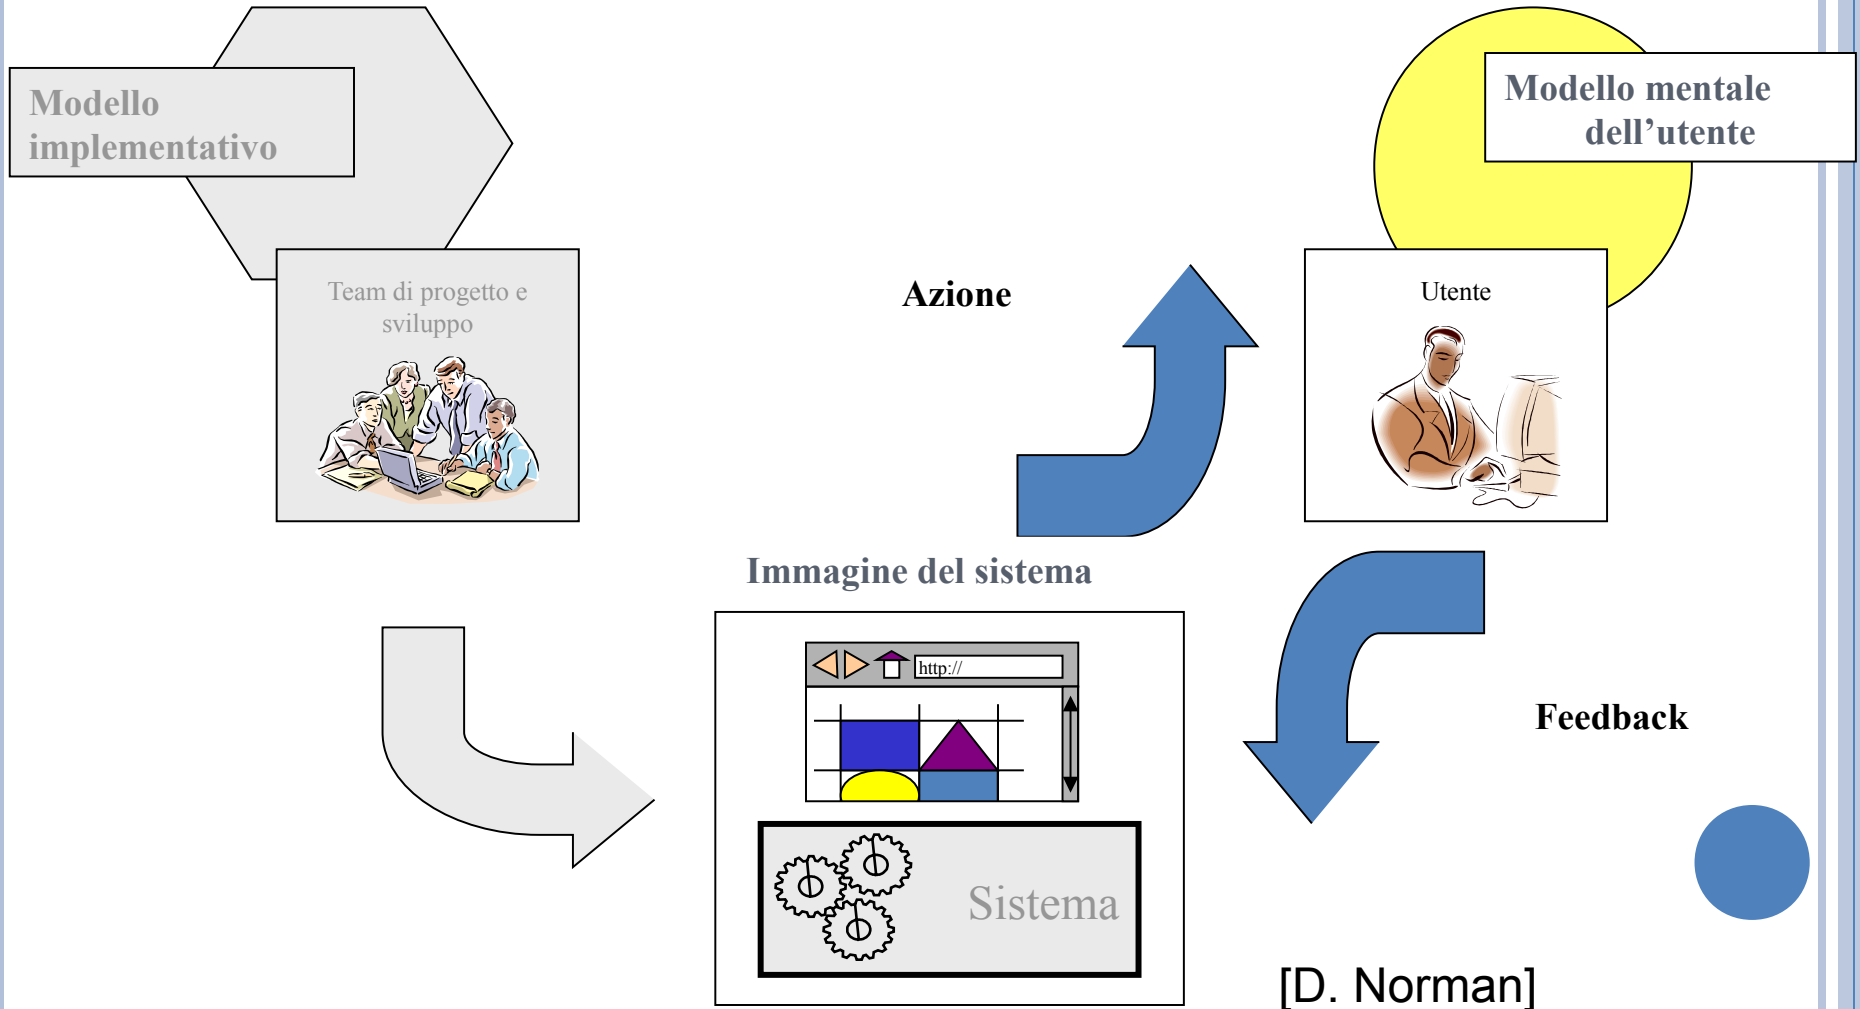 Modello
implementativo
Team di progetto e
sviluppo
Azione
Modello mentale
dell’utente
Utente
Immagine del sistema
http://
Sistema
Feedback
[D. Norman]